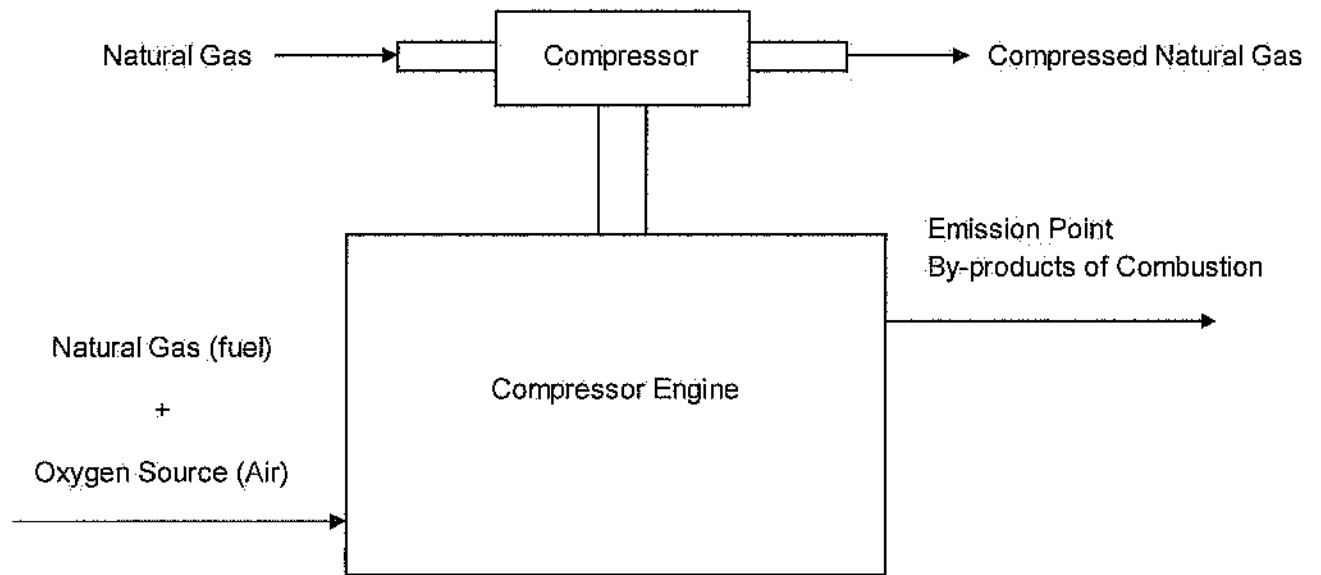 Natural Gas
Compressor
Compressed Natural Gas
Emission Point
By-products of Combustion
Natural Gas (fuel)
+
Oxygen Source (Air)
Compressor Engine